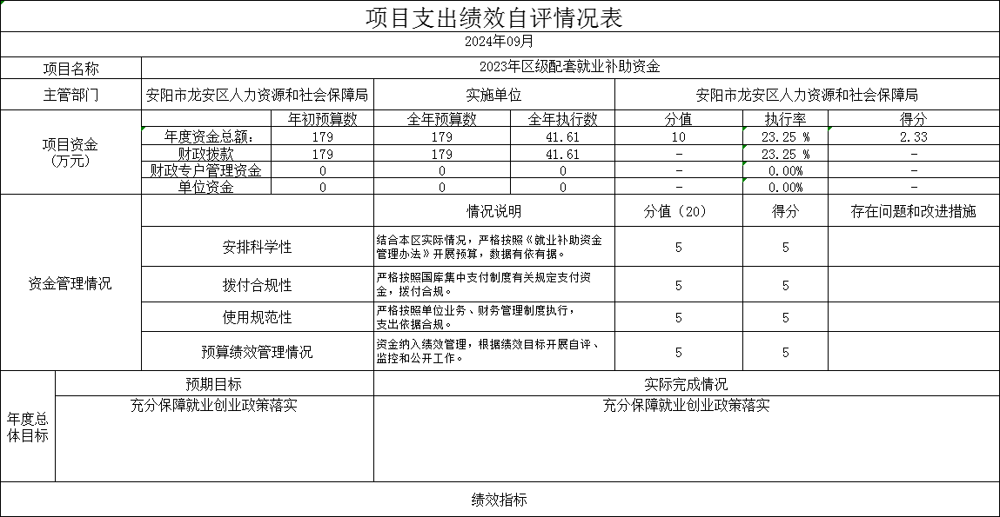 项目支出绩效自评情况表
2024年09月
项目名称 2023年区级配套就业补助资金
主管部门 安阳市龙安区人力资源和社会保障局 实施单位 安阳市龙安区人力资源和社会保障局
项目资金
(万元)
年初预算数 全年预算数 全年执行数 分值 执行率 得分
年度资金总额: 179 179 41.61 10 23.25 % 2.33
财政拨款 179 179 41.61 - 23.25 % -
财政专户管理资金 0 0 0 - 0.00% -
单位资金 0 0 0 - 0.00% -
资金管理情况
情况说明 分值（20） 得分 存在问题和改进措施
安排科学性
结合本区实际情况，严格按照《就业补助资金
管理办法》开展预算，数据有依有据。
5 5
拨付合规性
严格按照国库集中支付制度有关规定支付资
金，拨付合规。
5 5
使用规范性
严格按照单位业务、财务管理制度执行，
支出依据合规。
5 5
预算绩效管理情况
资金纳入绩效管理，根据绩效目标开展自评、
监控和公开工作。
5 5
年度总
体目标
预期目标 实际完成情况
充分保障就业创业政策落实 充分保障就业创业政策落实
绩效指标